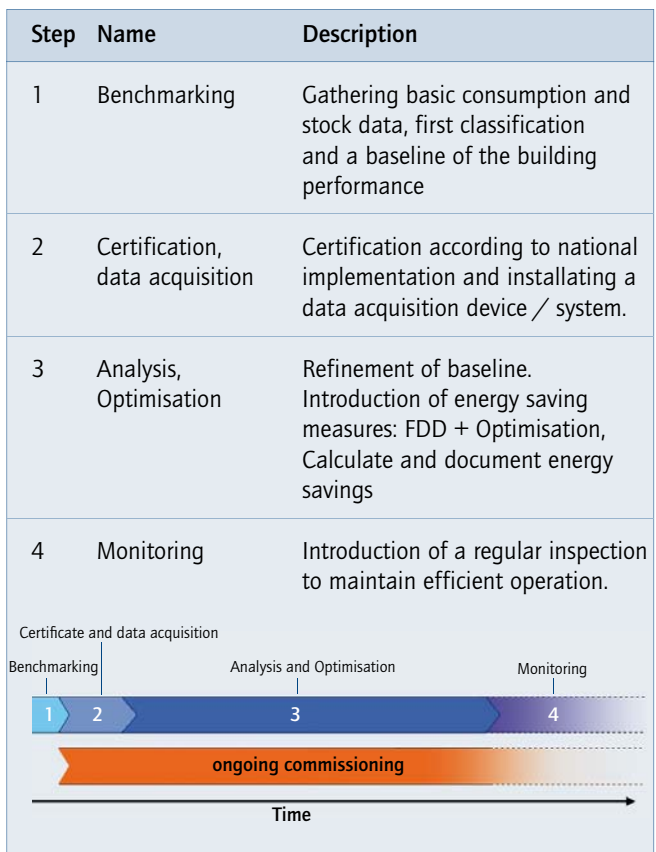 Step Name Description
1 Benchmarking Gathering basic consumption and
stock data, first classification
and a baseline of the building
performance
2 Certification, Certification according to national
data acquisition implementation and installating a
data acquisition device / system.
3 Analysis, Refinement of baseline.
Optimisation Introduction of energy saving
measures: FDD + Optimisation,
Calculate and document energy
savings
4 Monitoring Introduction of a regular inspection
to maintain efficient operation.
Certificate and data acquisition
Benchmarking Analysis and Optimisation Monitoring
1 2 3 4
ongoing commissioning
Time